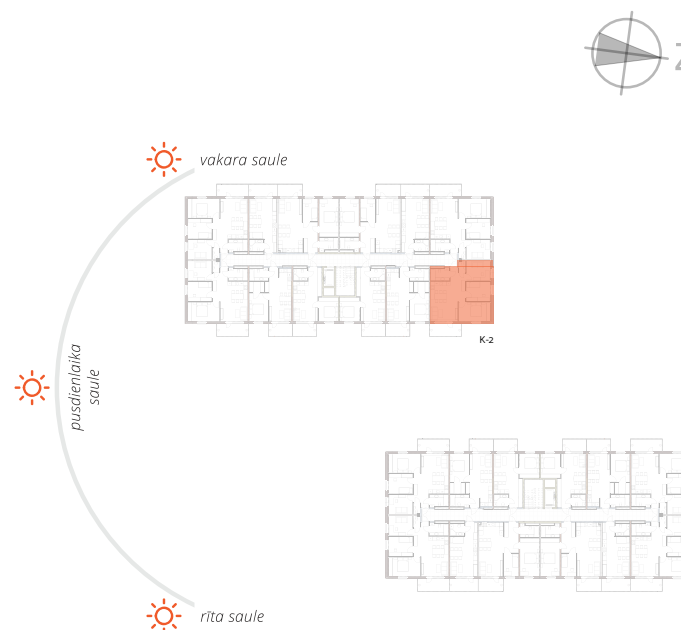 Z
vakara saule
K-2
pusdienlaika
saule
rīta saule